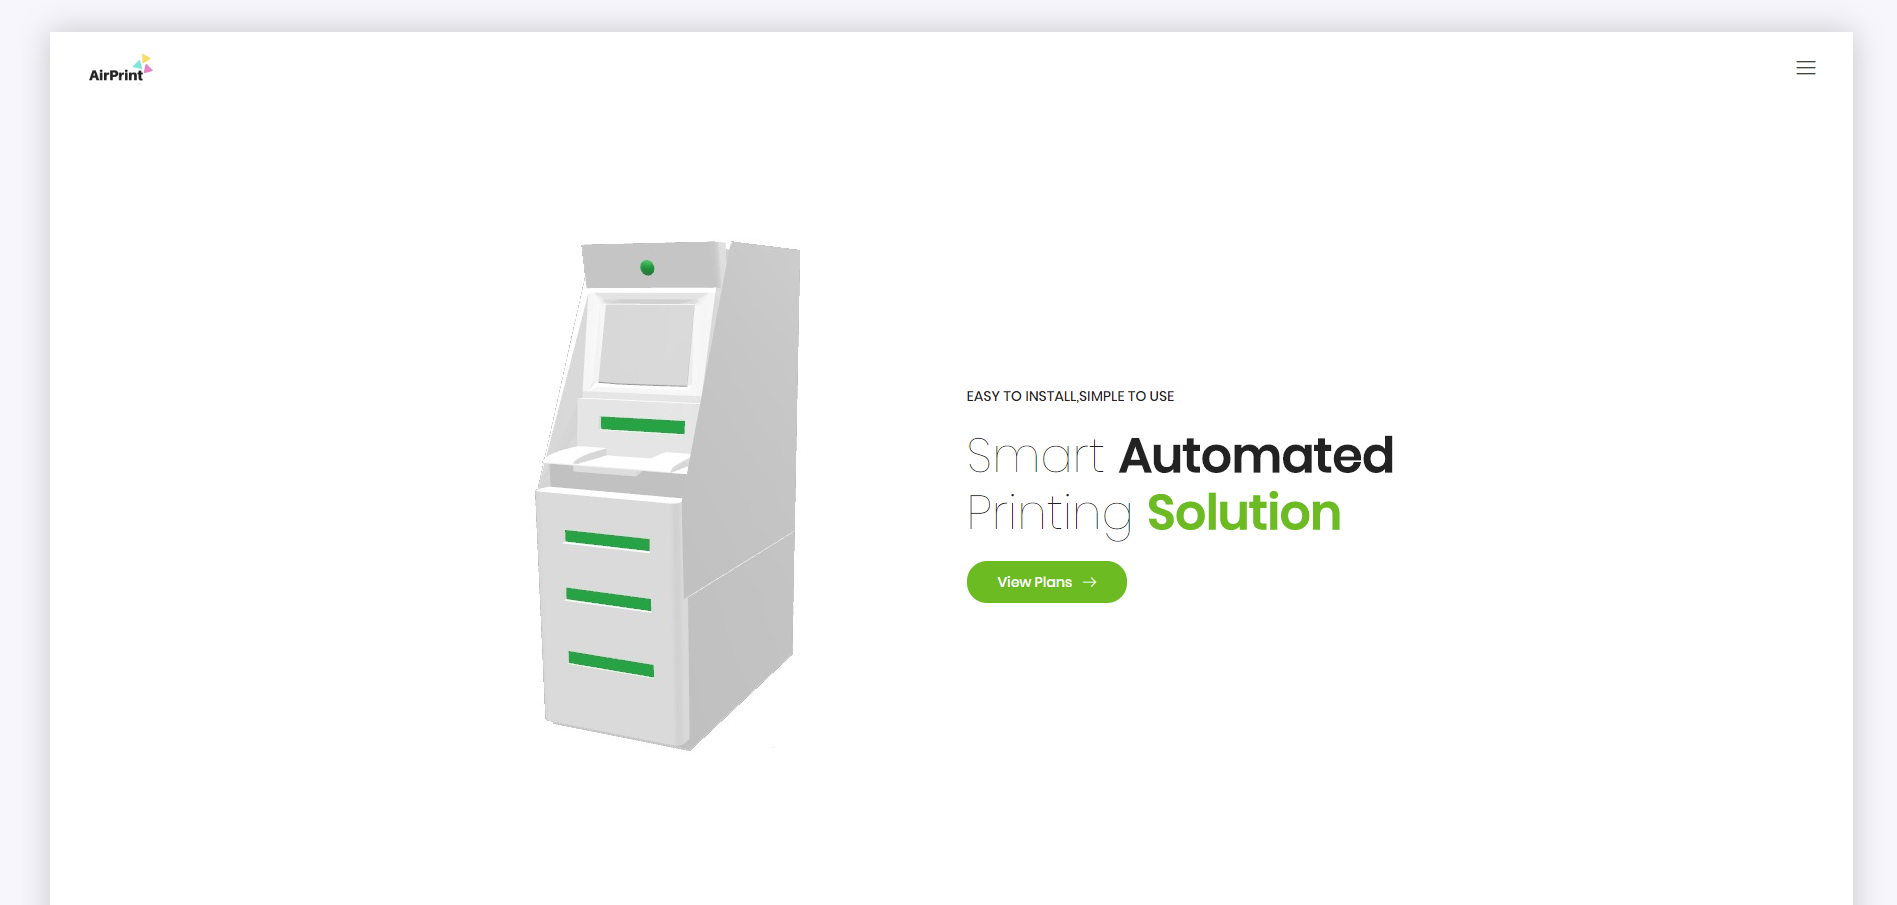 AirPrint
EASY TO INSTALL,SIMPLE TO USE
Smart Automated
Printing Solution
View Plans